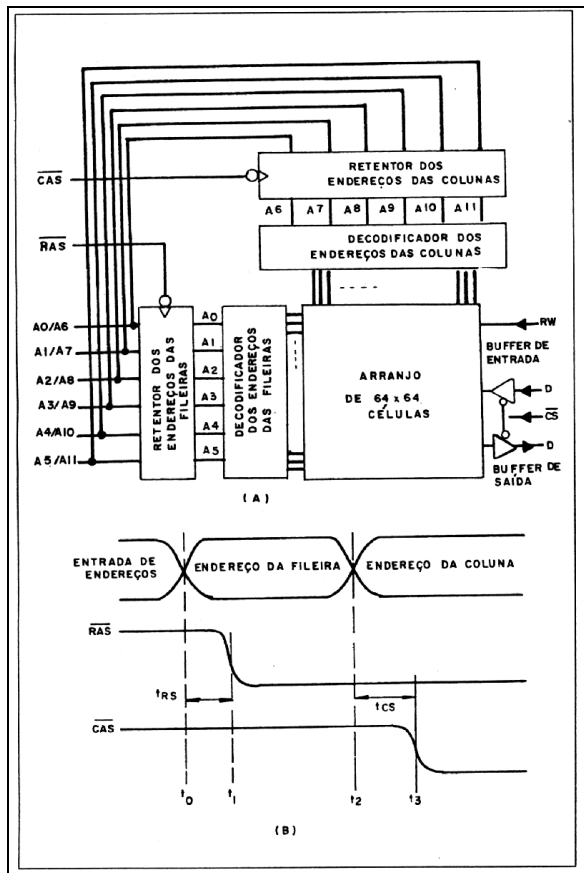 CAS
RETENTOR DOS
ENDEREÇOS DAS COLUNAS
A6 A7 A8 A9 A10 A11
DECODIFICADOR DOS
ENDEREÇOS DAS COLUNAS
RAS
A0/A6
A1/A7
A2/A8
A3/A9
A4/A10
A5/A11
RETENTOR DOS
ENDEREÇOS DAS
FILEIRAS
A0
A1
A2
A3
A4
A5
DECODIFICADOR
DOS ENDEREÇOS
DAS FILEIRAS
ARRANJO
DE 64 x 64
CÉLULAS
RW
BUFFER DE
ENTRADA
D
CS
D
BUFFER DE
SAÍDA
(A)
ENTRADA DE
ENDEREÇOS
ENDEREÇO DA FILEIRA
ENDEREÇO DA COLUNA
RAS
tRS
tCS
CAS
t0 t1 t2 t3
(B)